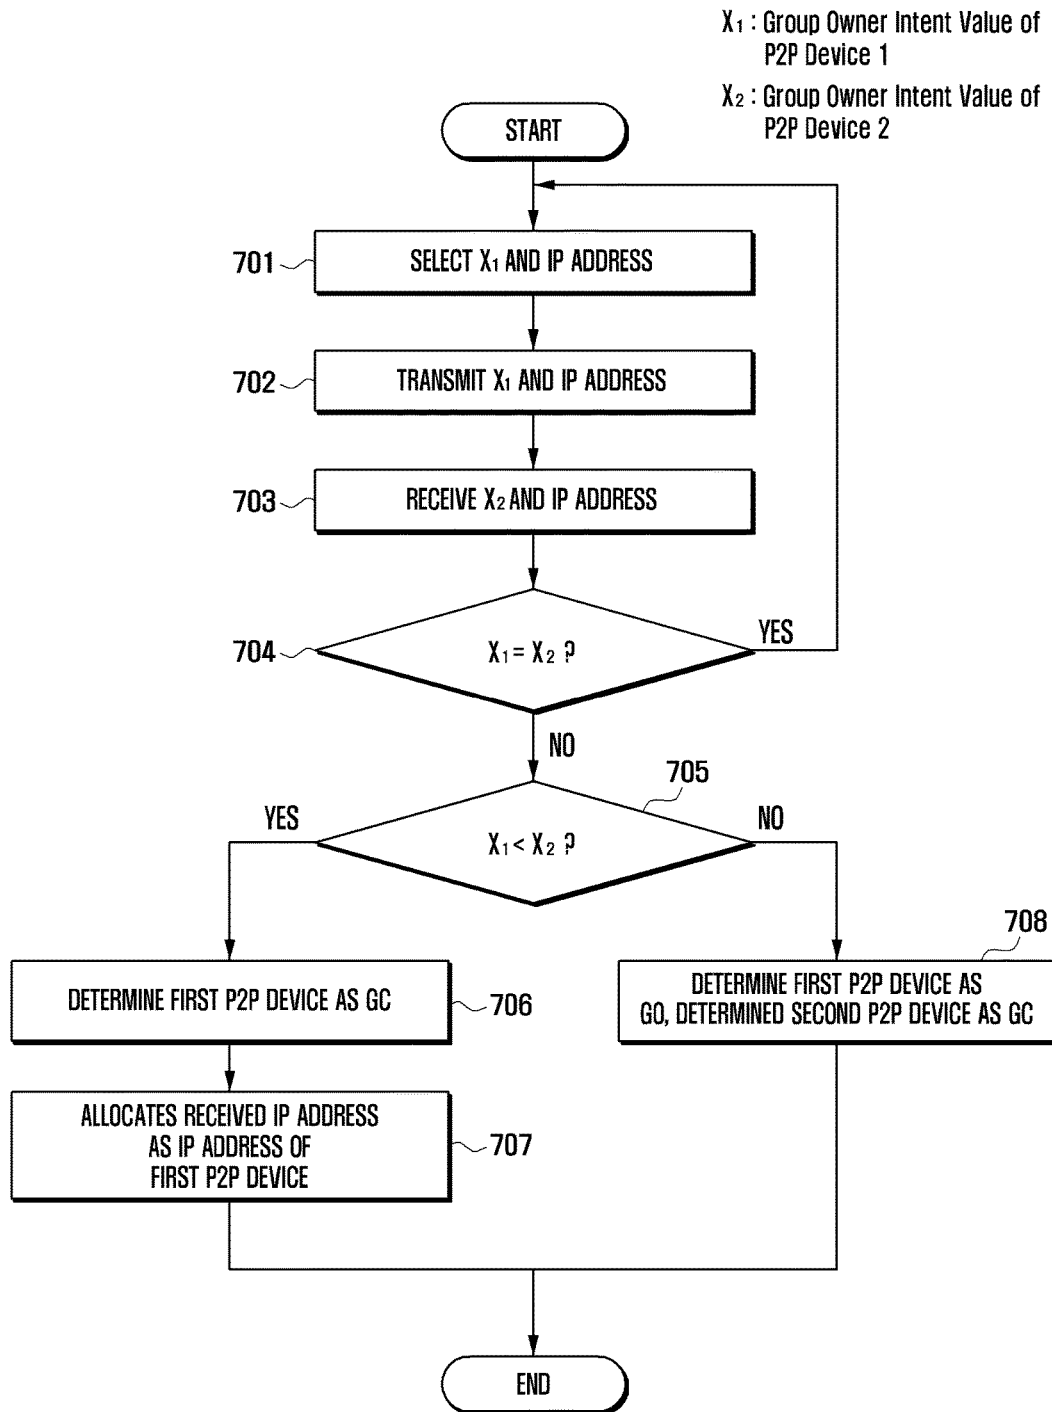 X1 : Group Owner Intent Value of
P2P Device 1
X2 : Group Owner Intent Value of
P2P Device 2
START
701
SELECT X1 AND IP ADDRESS
702
TRANSMIT X1 AND IP ADDRESS
703
RECEIVE X2 AND IP ADDRESS
704
X1 = X2 ?
YES
NO
705
YES
X1 < X2 ?
NO
708
DETERMINE FIRST P2P DEVICE AS GC
706
DETERMINE FIRST P2P DEVICE AS
GO, DETERMINED SECOND P2P DEVICE AS GC
ALLOCATES RECEIVED IP ADDRESS
AS IP ADDRESS OF
FIRST P2P DEVICE
707
END